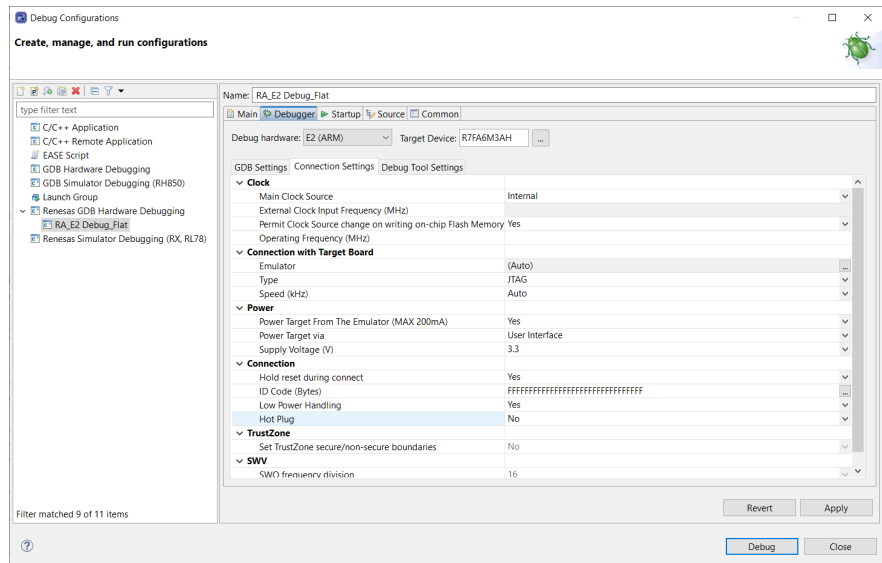 Debug Configurations
Create, manage, and run configurations
type filter text
C/C++ Application
C/C++ Remote Application
EASE Script
GDB Hardware Debugging
GDB Simulator Debugging (RH850)
Launch Group
Renesas GDB Hardware Debugging
RA_E2 Debug_Flat
Renesas Simulator Debugging (RX, RL78)
Filter matched 9 of 11 items
Name: RA_E2 Debug_Flat
Main Debugger Startup Source Common
Debug hardware: E2 (ARM) Target Device: R7FA6M3AH ...
GDB Settings Connection Settings Debug Tool Settings
Clock
Main Clock Source Internal
External Clock Input Frequency (MHz)
Permit Clock Source change on writing on-chip Flash Memory Yes
Operating Frequency (MHz)
Connection with Target Board
Emulator (Auto) ...
Type JTAG
Speed (kHz) Auto
Power
Power Target From The Emulator (MAX 200mA) Yes
Power Target via User Interface
Supply Voltage (V) 3.3
Connection
Hold reset during connect Yes
ID Code (Bytes) FFFFFFFFFFFFFFFFFFFFFFFFFFFFFFFF ...
Low Power Handling Yes
Hot Plug No
TrustZone
Set TrustZone secure/non-secure boundaries No
SWV
SWO frequency division 16
Revert Apply
Debug Close